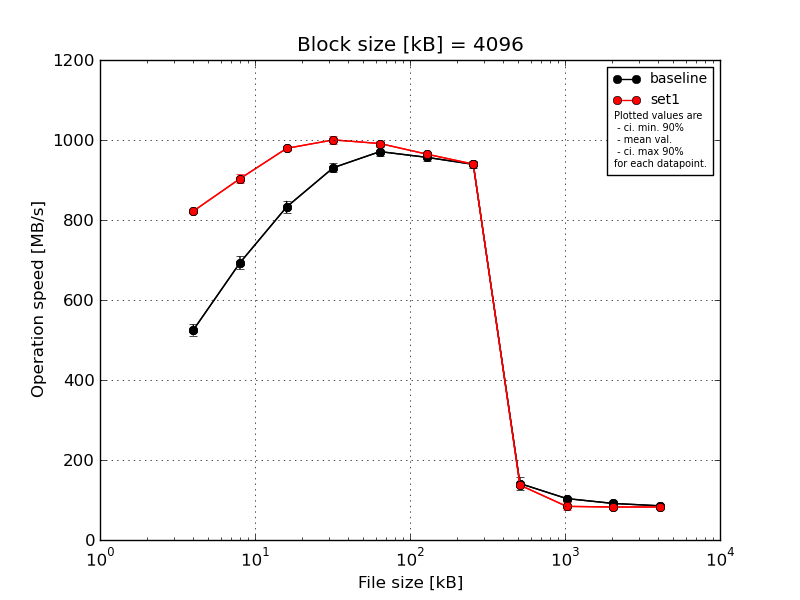 Block size [kB] = 4096
1200
1000
800
600
400
200
0
Operation speed [MB/s]
baseline
set1
Plotted values are
- ci. min. 90%
- mean val.
- ci. max 90%
for each datapoint.
10^0
10^1
10^2
10^3
10^4
File size [kB]